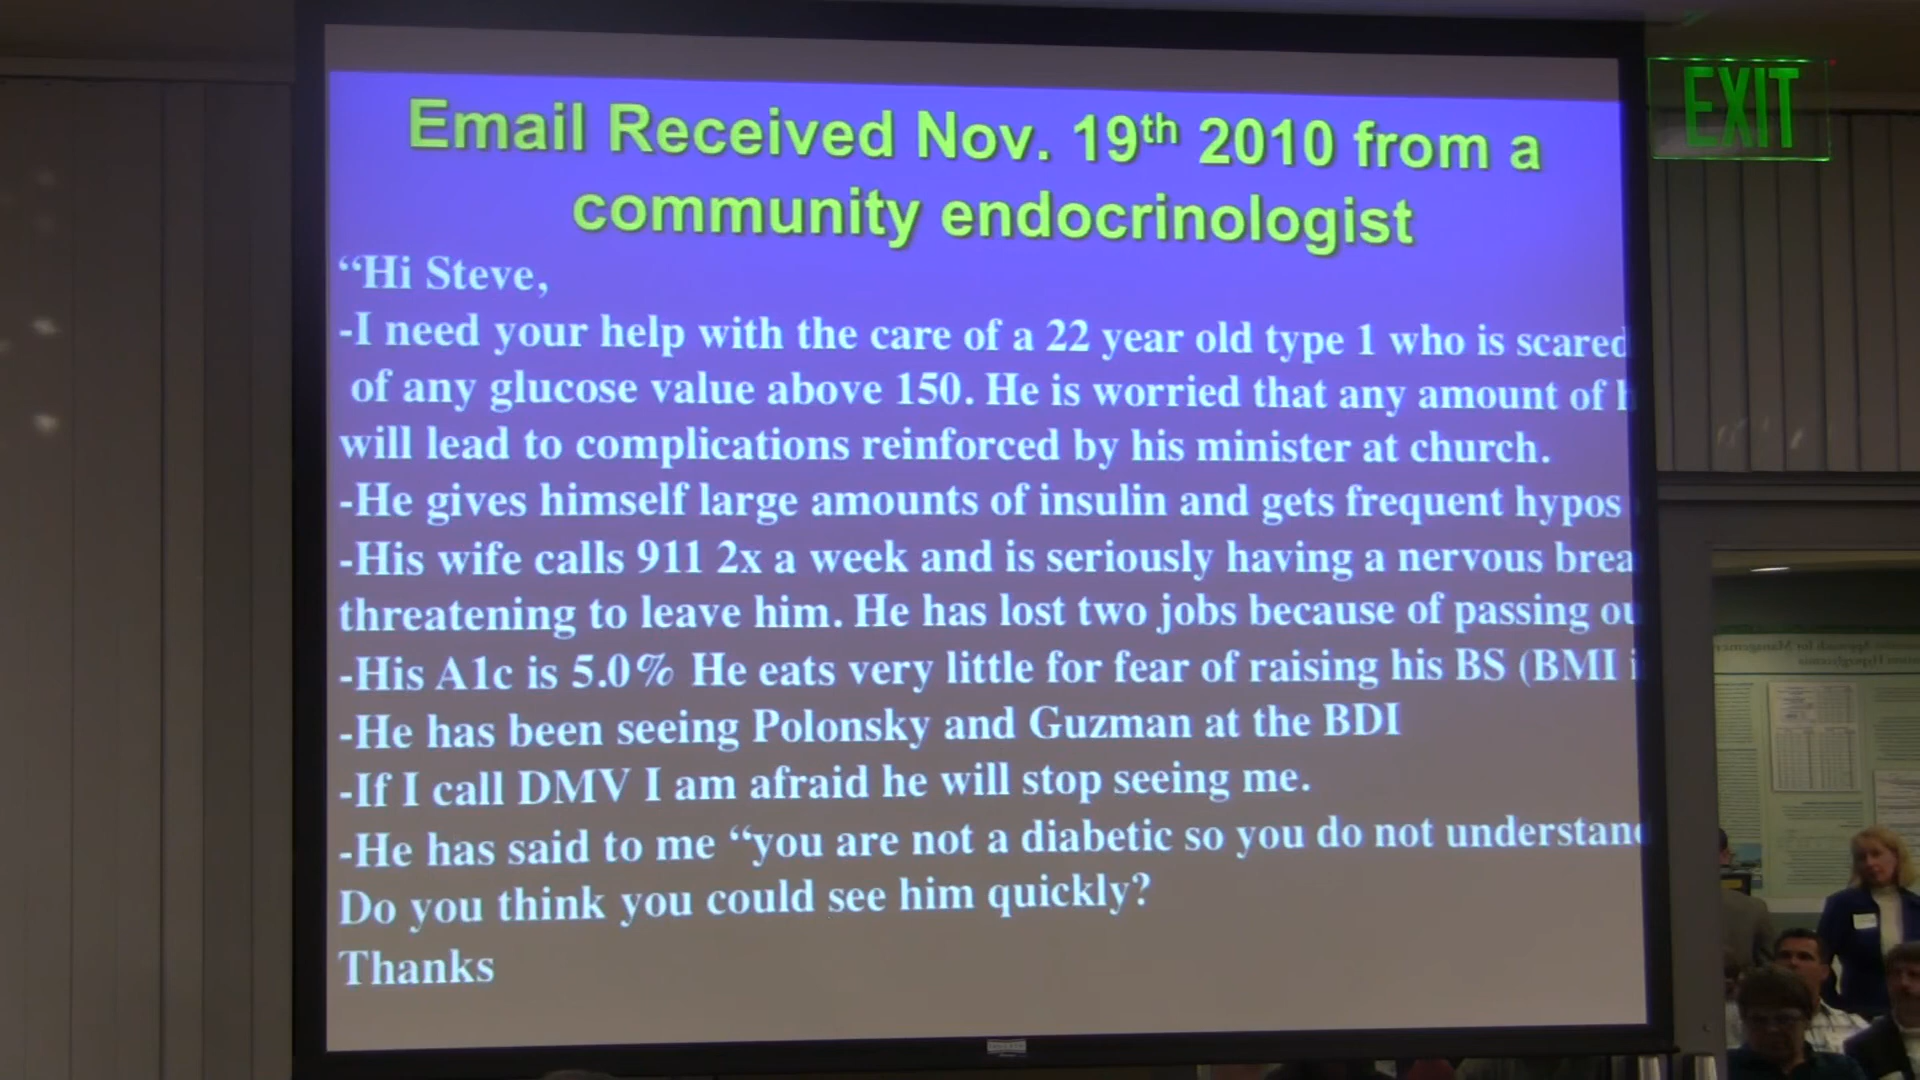 Email Received Nov. 19th 2010 from a
community endocrinologist
“Hi Steve,
-I need your help with the care of a 22 year old type 1 who is scared
of any glucose value above 150. He is worried that any amount of
will lead to complications reinforced by his minister at church.
-He gives himself large amounts of insulin and gets frequent hypos
-His wife calls 911 2x a week and is seriously having a nervous brea
threatening to leave him. He has lost two jobs because of passing ou
-His A1c is 5.0% He eats very little for fear of raising his BS (BMI i
-He has been seeing Polonsky and Guzman at the BDI
-If I call DMV I am afraid he will stop seeing me.
-He has said to me “you are not a diabetic so you do not understand
Do you think you could see him quickly?
Thanks
EXIT